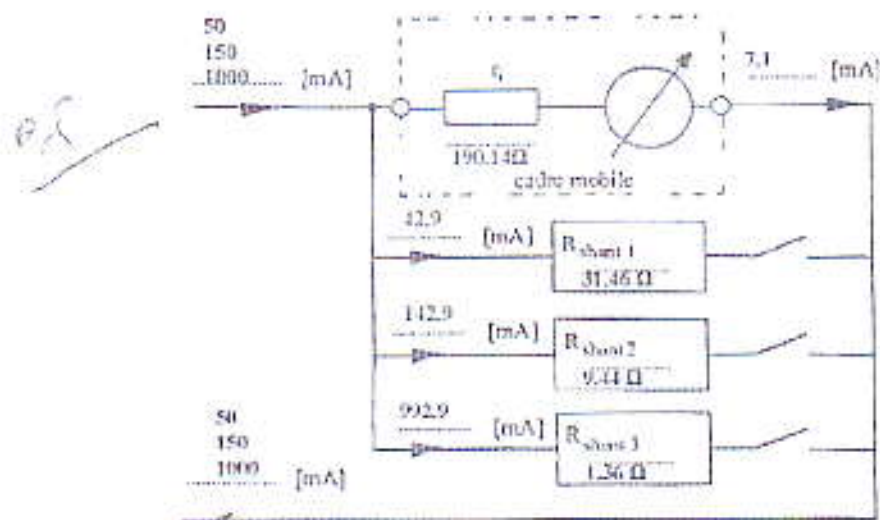 50
150
1000 [mA]
7,1 [mA]
190.14Ω
cadre mobile
42.9 [mA]
R shunt 1
31.46 Ω
142.9 [mA]
R shunt 2
9.44 Ω
992.9 [mA]
R shunt 3
1.36 Ω
50
150
1000 [mA]